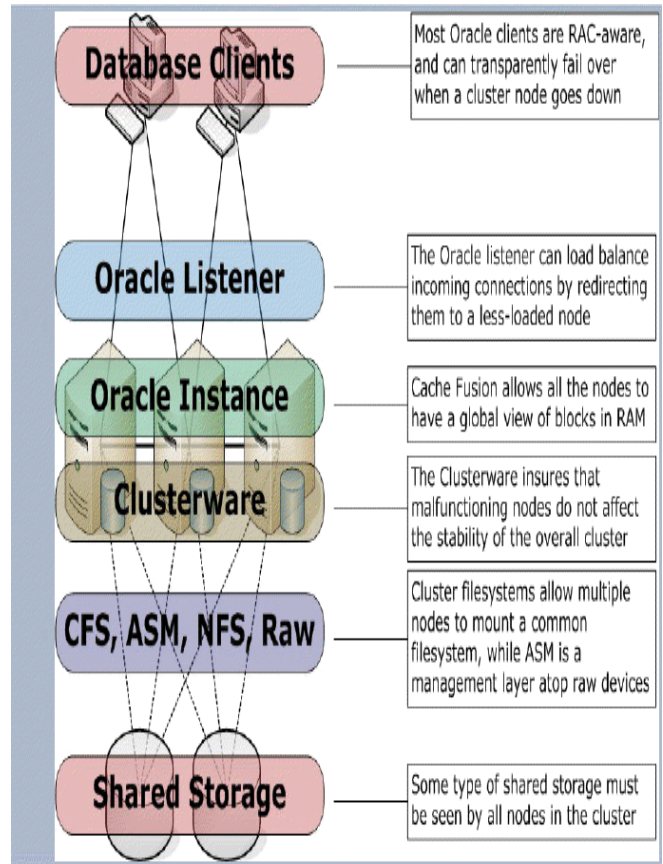 Database Clients
Most Oracle clients are RAC-aware,
and can transparently fail over
when a cluster node goes down
Oracle Listener
The Oracle listener can load balance
incoming connections by redirecting
them to a less-loaded node
Oracle Instance
Cache Fusion allows all the nodes to
have a global view of blocks in RAM
Clusterware
The Clusterware insures that
malfunctioning nodes do not affect
the stability of the overall cluster
CFS, ASM, NFS, Raw
Cluster filesystems allow multiple
nodes to mount a common
filesystem, while ASM is a
management layer atop raw devices
Shared Storage
Some type of shared storage must
be seen by all nodes in the cluster